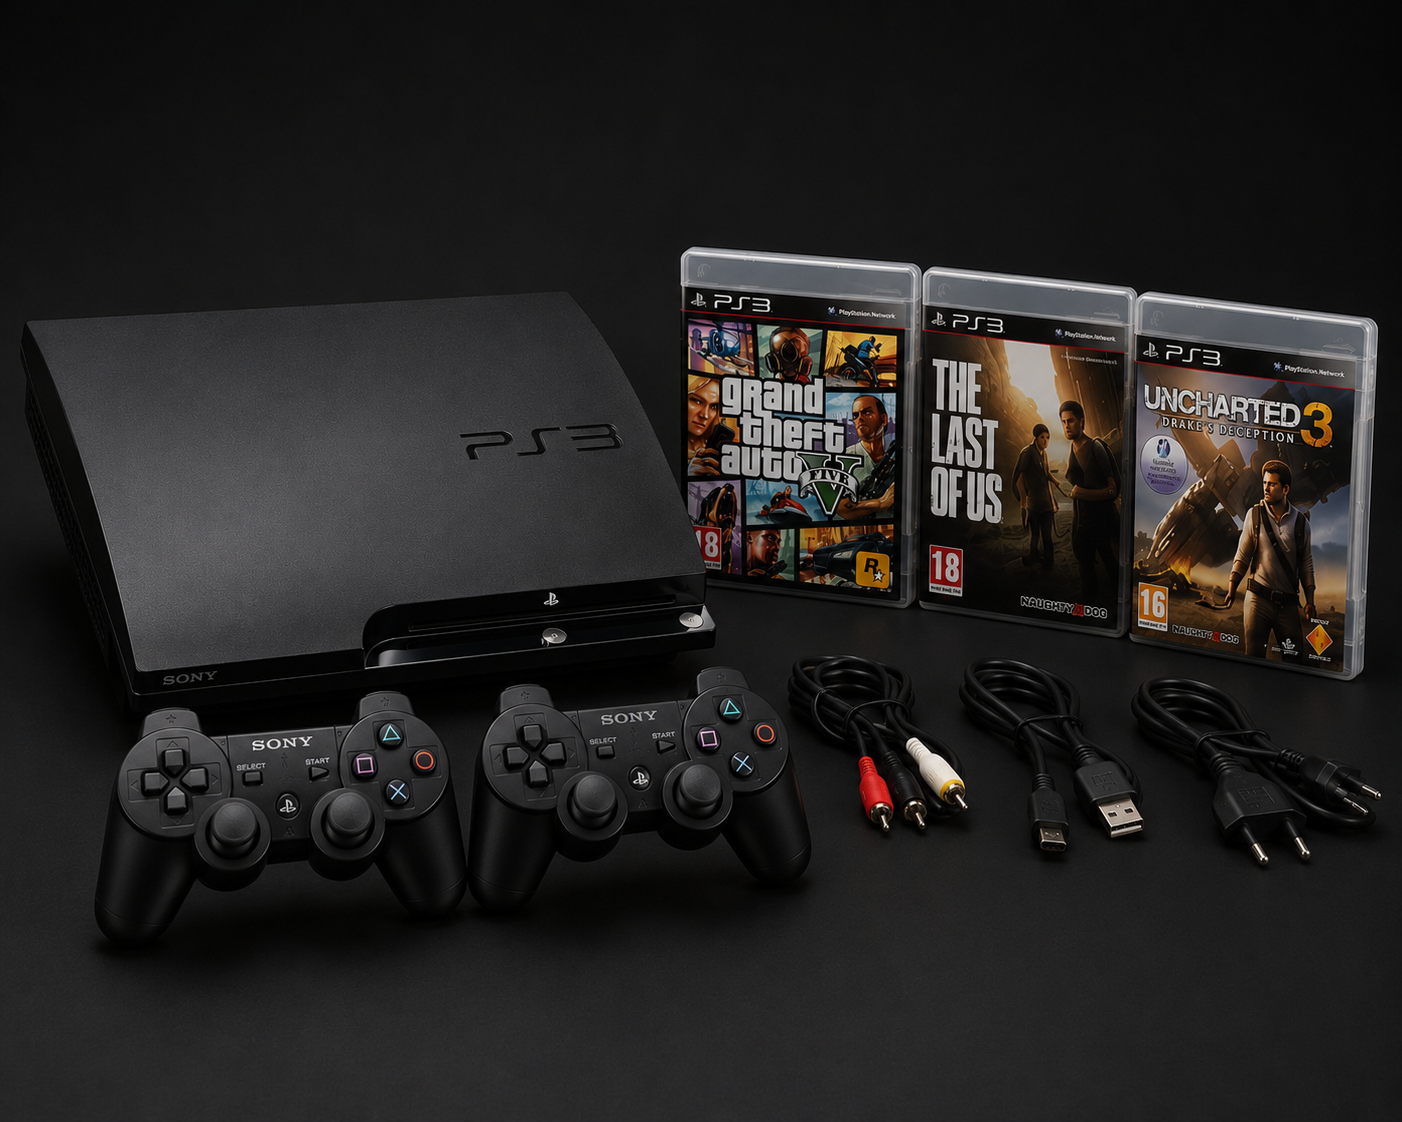 PS3
SONY
SONY
SELECT
START
SONY
SELECT
START
PS3
PlayStation Network
grand
theft
auto
FIVE
18
R
PS3
PlayStation Network
THE
LAST
OF US
18
NAUGHTY DOG
PS3
PlayStation Network
UNCHARTED 3
DRAKE'S DECEPTION
16
NAUGHTY DOG